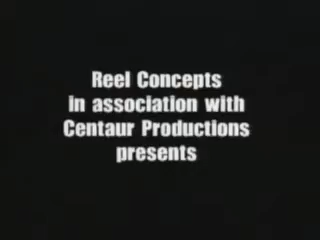 Reel Concepts
in association with
Centaur Productions
presents